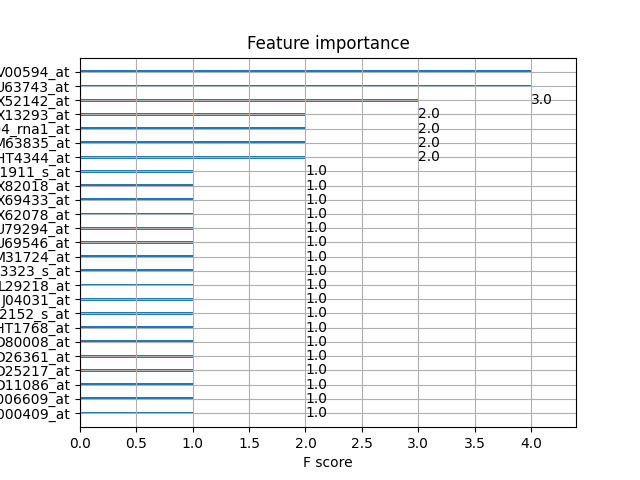 Feature importance
V00594_at
U63743_at
X52142_at 3.0
X13293_at 2.0
4_rna1_at 2.0
M63835_at 2.0
HT4344_at 2.0
1911_s_at 1.0
X82018_at 1.0
X69433_at 1.0
X62078_at 1.0
U79294_at 1.0
U69546_at 1.0
M31724_at 1.0
3323_s_at 1.0
L29218_at 1.0
J04031_at 1.0
2152_s_at 1.0
HT1768_at 1.0
D80008_at 1.0
D26361_at 1.0
D25217_at 1.0
D11086_at 1.0
006609_at 1.0
000409_at 1.0
0.0 0.5 1.0 1.5 2.0 2.5 3.0 3.5 4.0
F score